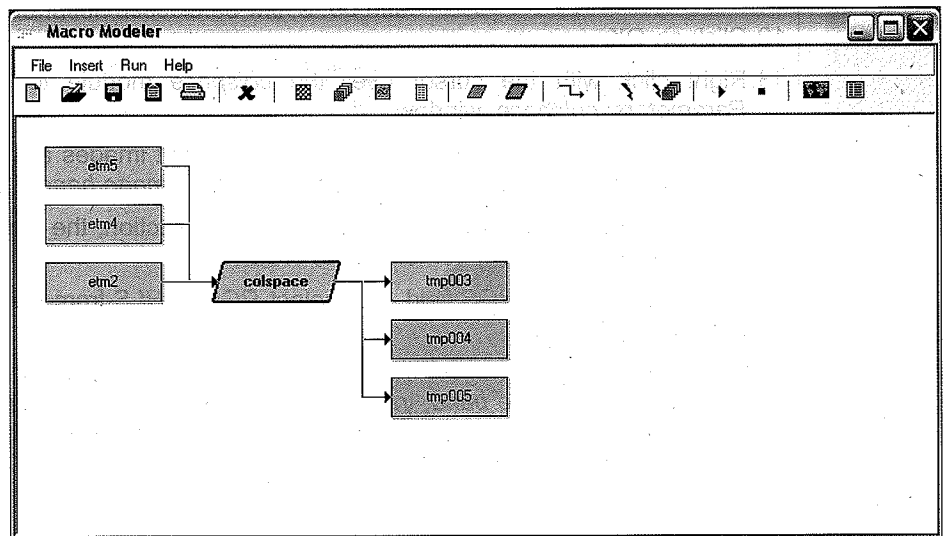 Macro Modeler
File Insert Run Help
etm5
etm4
etm2
colspace
tmp003
tmp004
tmp005